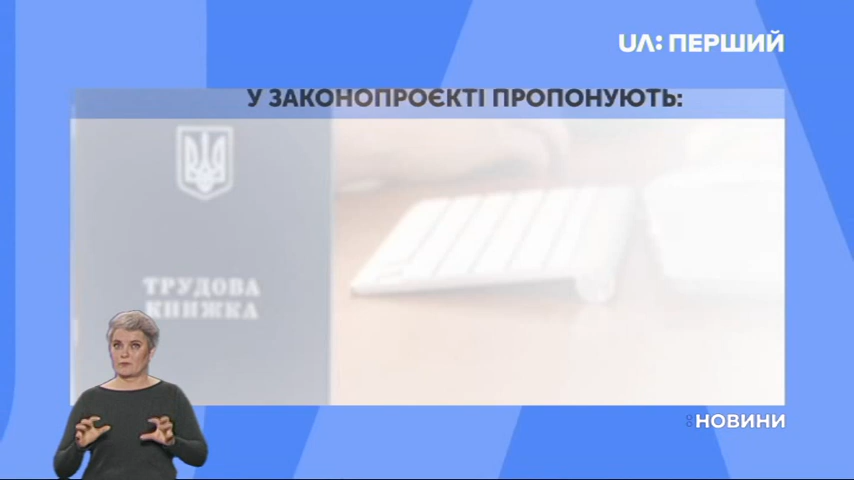 UA: ПЕРШИЙ
У ЗАКОНОПРОЄКТІ ПРОПОНУЮТЬ:
ТРУДОВА
КНИЖКА
НОВИНИ